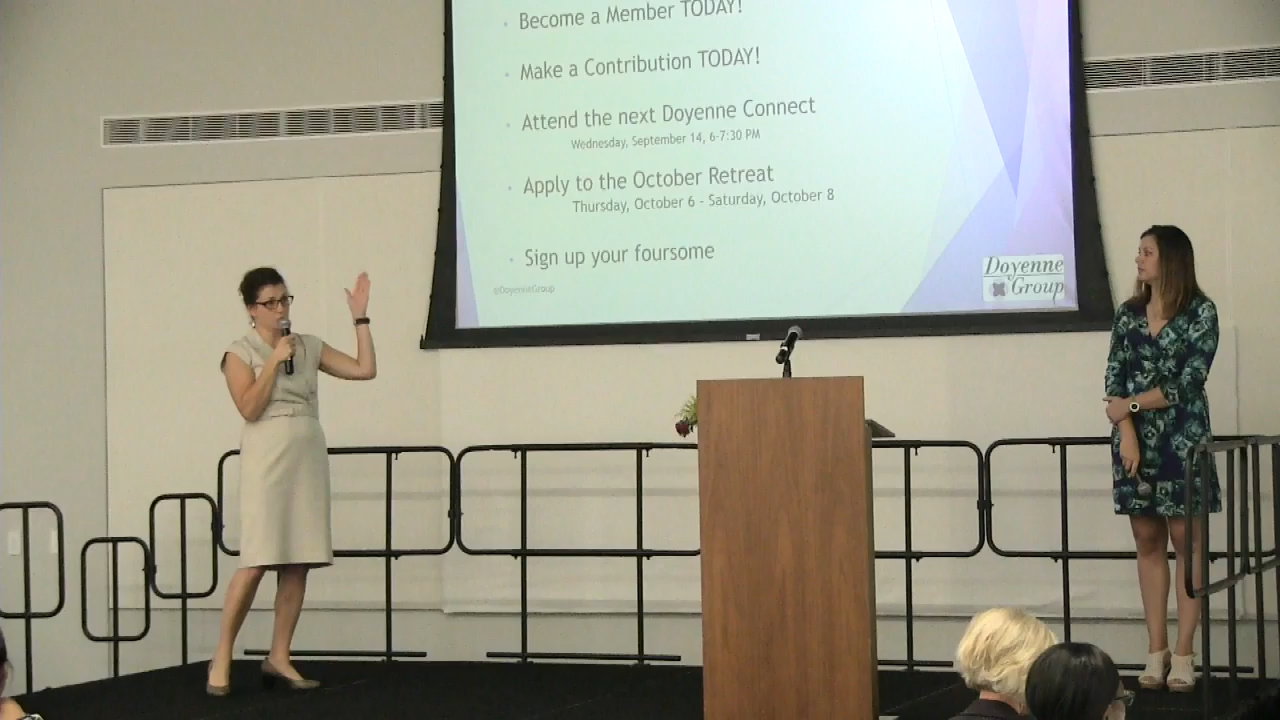 Become a Member TODAY!
Make a Contribution TODAY!
Attend the next Doyenne Connect
Wednesday, September 14, 6-7:30 PM
Apply to the October Retreat
Thursday, October 6 - Saturday, October 8
Sign up your foursome
@DoyenneGroup
Doyenne
Group